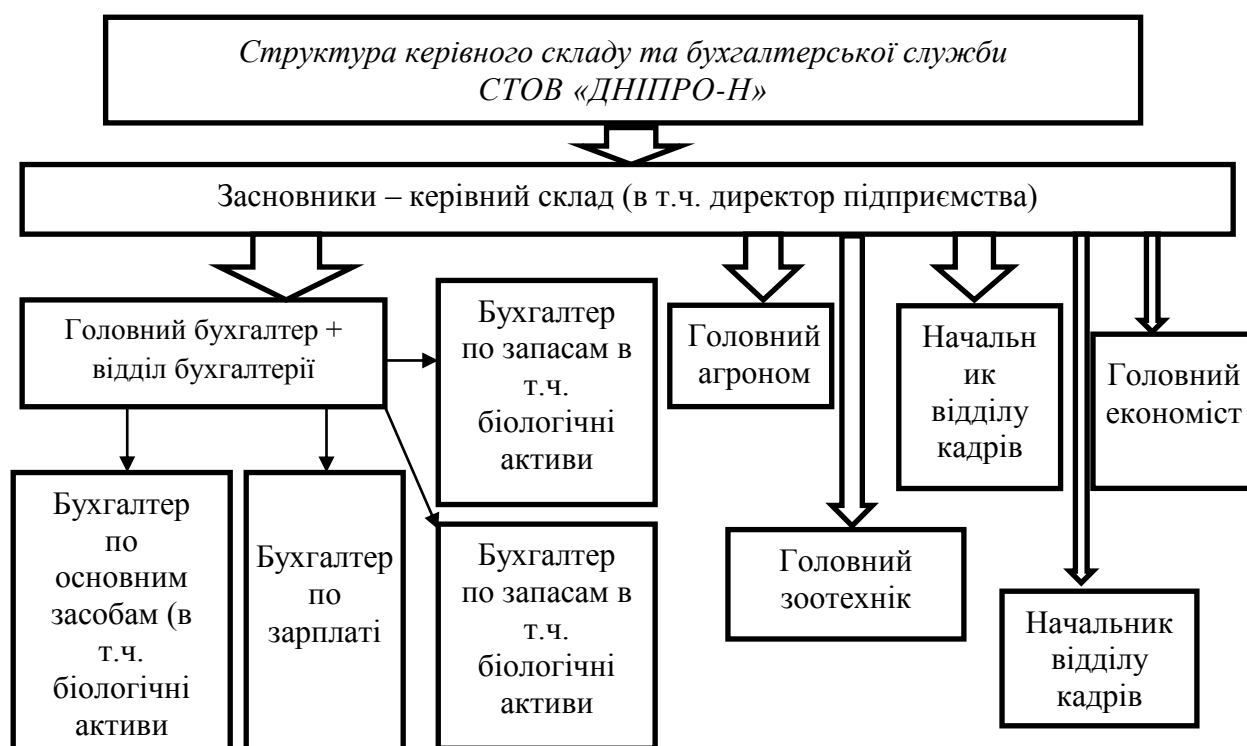 Структура керівного складу та бухгалтерської служби
СТОВ «ДНІПРО-Н»
Засновники – керівний склад (в т.ч. директор підприємства)
Головний бухгалтер +
відділ бухгалтерії
Бухгалтер
по запасам в
т.ч.
біологічні
активи
Головний
агроном
Начальн
ик
відділу
кадрів
Головний
економіст
Бухгалтер
по
основним
засобам (в
т.ч.
біологічні
активи
Бухгалтер
по
зарплаті
Бухгалтер
по запасам в
т.ч.
біологічні
активи
Головний
зоотехнік
Начальник
відділу
кадрів